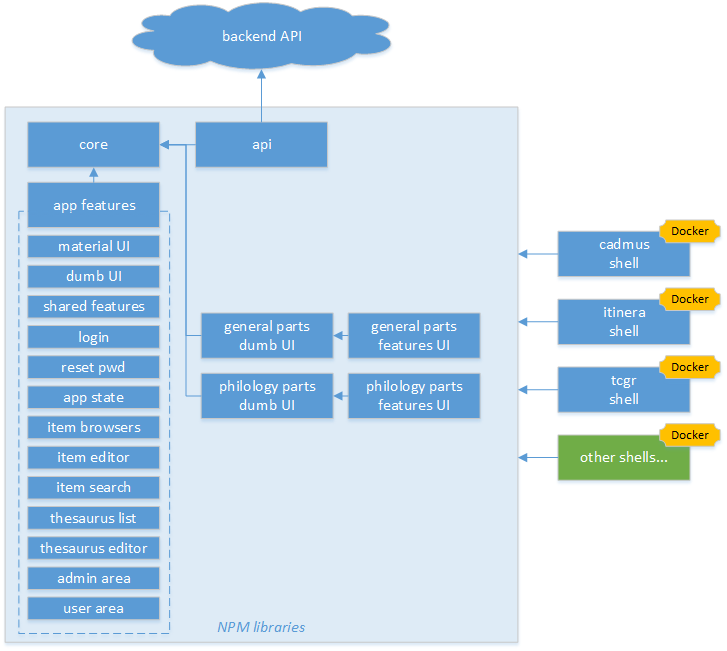 backend API
core
api
app features
material UI
dumb UI
shared features
login
reset pwd
app state
item browsers
item editor
item search
thesaurus list
thesaurus editor
admin area
user area
general parts
dumb UI
general parts
features UI
philology parts
dumb UI
philology parts
features UI
NPM libraries
Docker
cadmus
shell
Docker
itinera
shell
Docker
tcgr
shell
Docker
other shells...